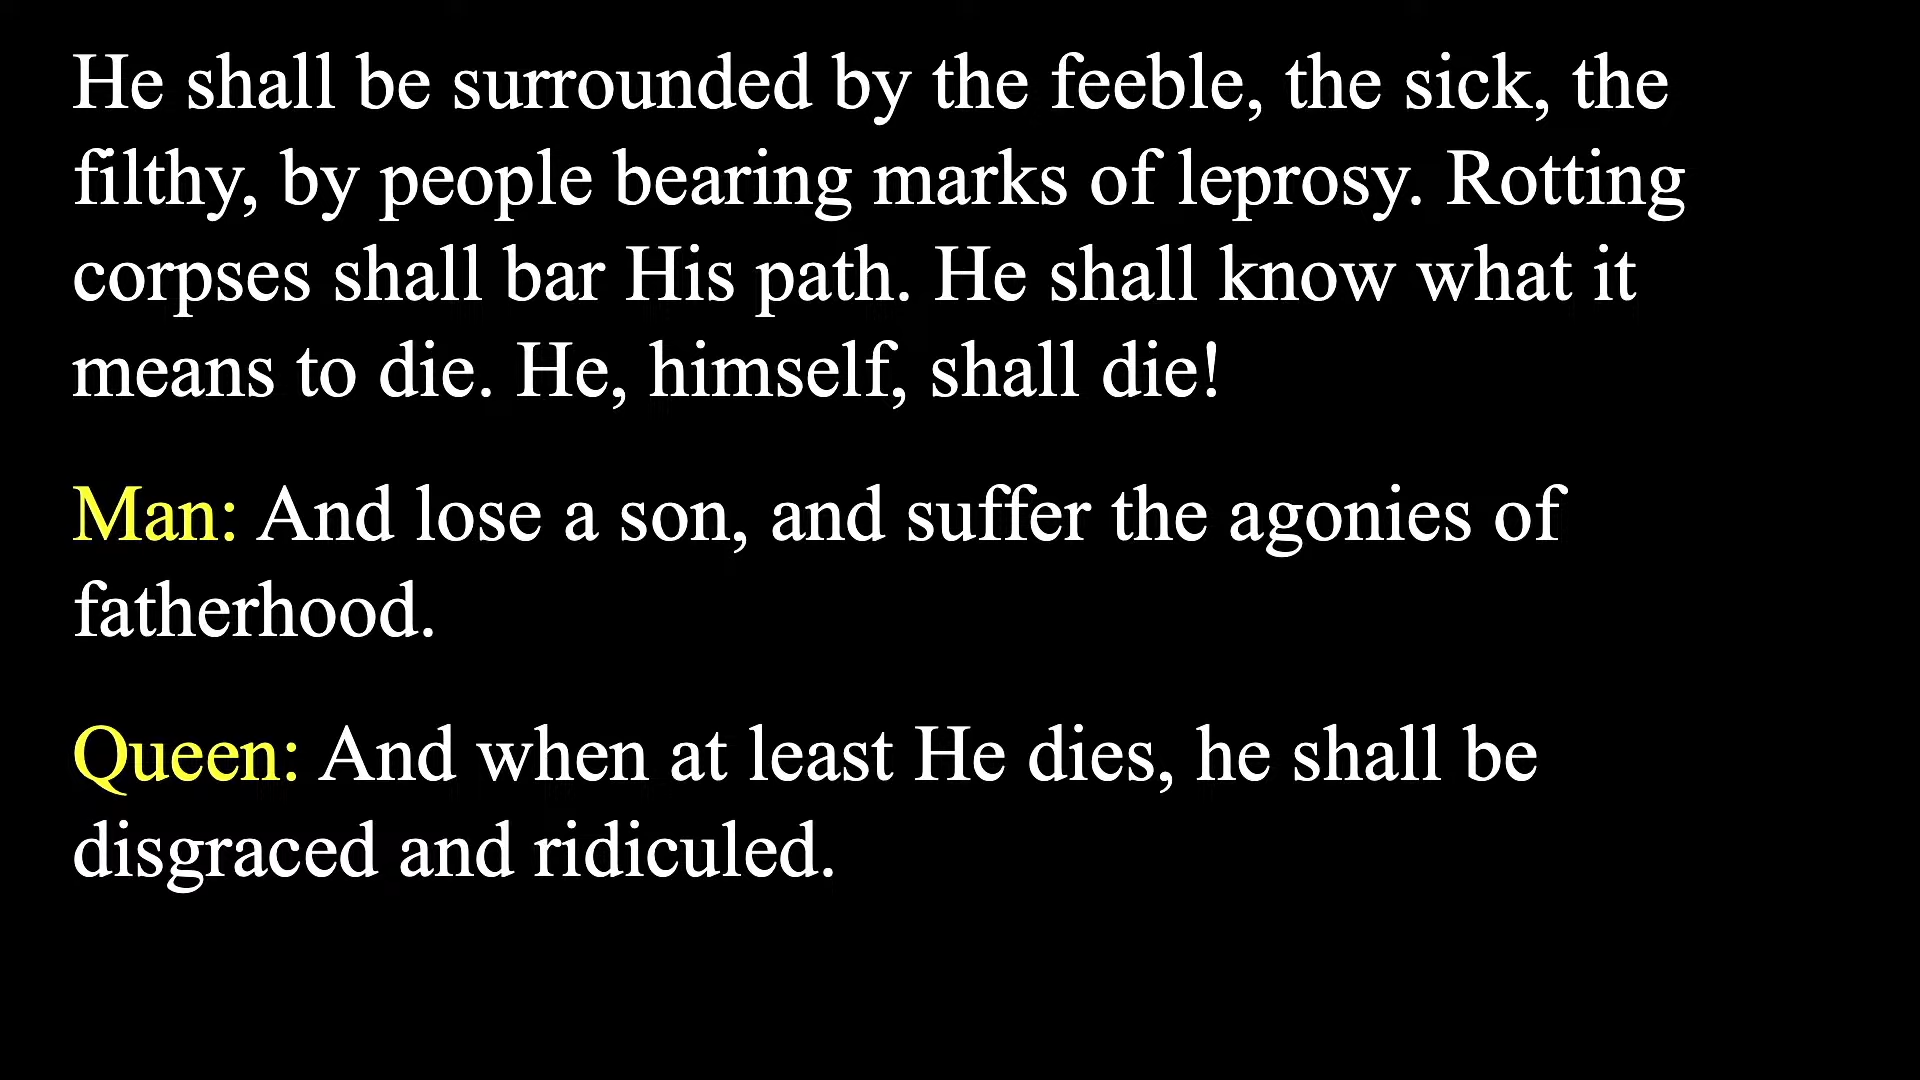 He shall be surrounded by the feeble, the sick, the
filthy, by people bearing marks of leprosy. Rotting
corpses shall bar His path. He shall know what it
means to die. He, himself, shall die!
Man: And lose a son, and suffer the agonies of
fatherhood.
Queen: And when at least He dies, he shall be
disgraced and ridiculed.